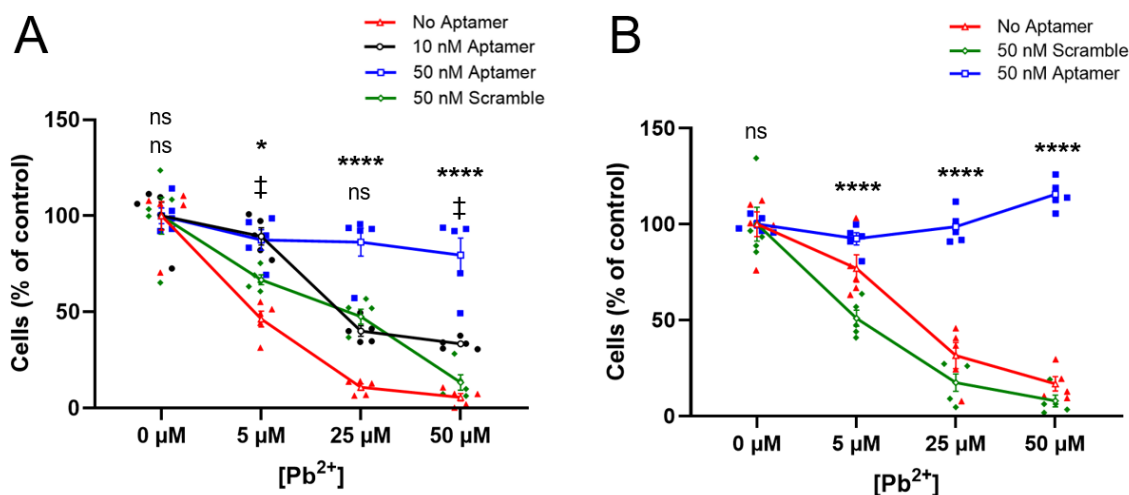 A
No Aptamer
10 nM Aptamer
50 nM Aptamer
50 nM Scramble
ns
ns
*
‡
****
ns
****
‡
150
100
50
0
Cells (% of control)
0 µM
5 µM
25 µM
50 µM
[Pb²⁺]
B
No Aptamer
50 nM Scramble
50 nM Aptamer
ns
****
****
****
150
100
50
0
Cells (% of control)
0 µM
5 µM
25 µM
50 µM
[Pb²⁺]